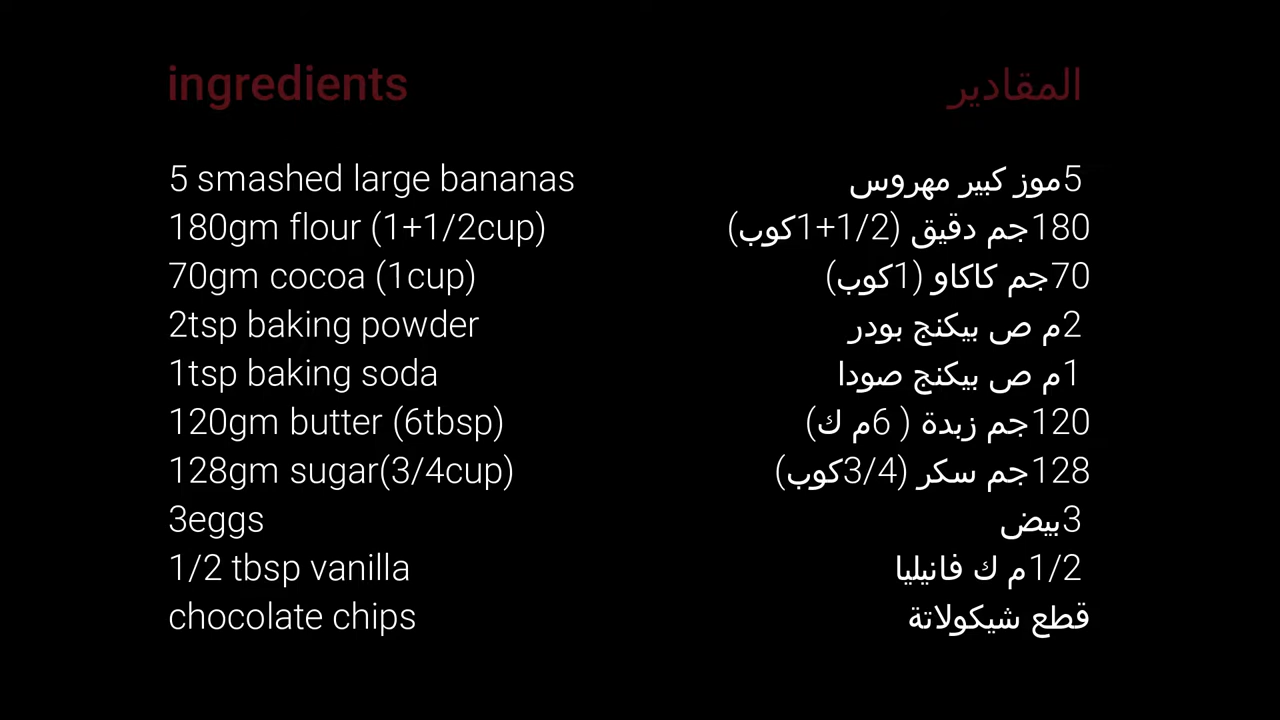 ingredients
5 smashed large bananas
180gm flour (1+1/2cup)
70gm cocoa (1cup)
2tsp baking powder
1tsp baking soda
120gm butter (6tbsp)
128gm sugar(3/4cup)
3eggs
1/2 tbsp vanilla
chocolate chips
المقادير
5موز كبير مهروس
180جم دقيق (1/2+1كوب)
70جم كاكاو (1كوب)
2م ص بيكنج بودر
1م ص بيكنج صودا
120جم زبدة ( 6م ك)
128جم سكر (3/4كوب)
3بيض
1/2م ك فانيليا
قطع شيكولاتة